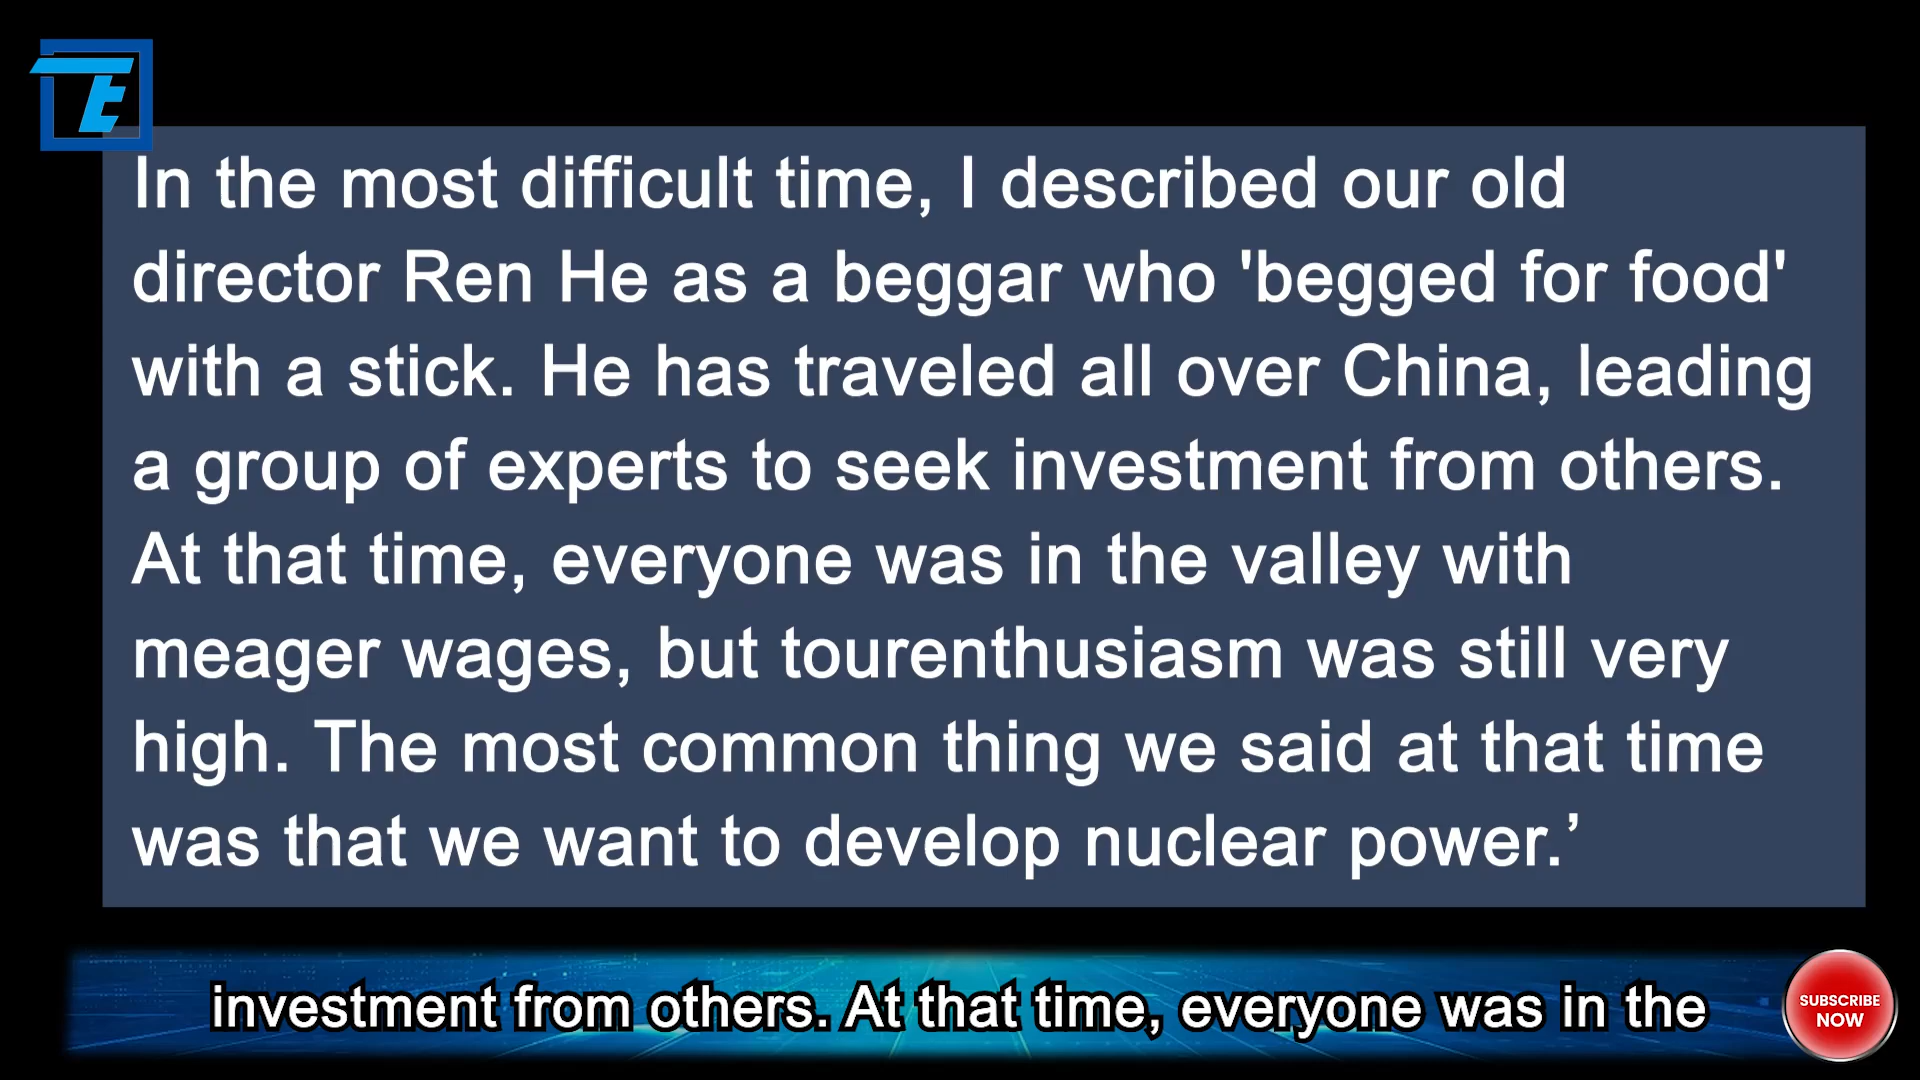 TE
In the most difficult time, I described our old
director Ren He as a beggar who 'begged for food'
with a stick. He has traveled all over China, leading
a group of experts to seek investment from others.
At that time, everyone was in the valley with
meager wages, but tourenthusiasm was still very
high. The most common thing we said at that time
was that we want to develop nuclear power.’
investment from others. At that time, everyone was in the
SUBSCRIBE
NOW